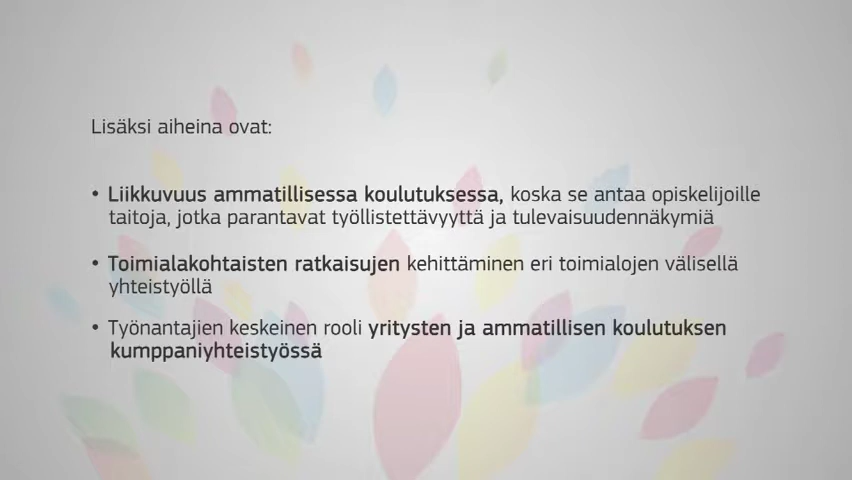 Lisäksi aiheina ovat:
• Liikkuvuus ammatillisessa koulutuksessa, koska se antaa opiskelijoille
taitoja, jotka parantavat työllistettävyyttä ja tulevaisuudennäkymiä
• Toimialakohtaisten ratkaisujen kehittäminen eri toimialojen välisellä
yhteistyöllä
• Työnantajien keskeinen rooli yritysten ja ammatillisen koulutuksen
kumppaniyhteistyössä